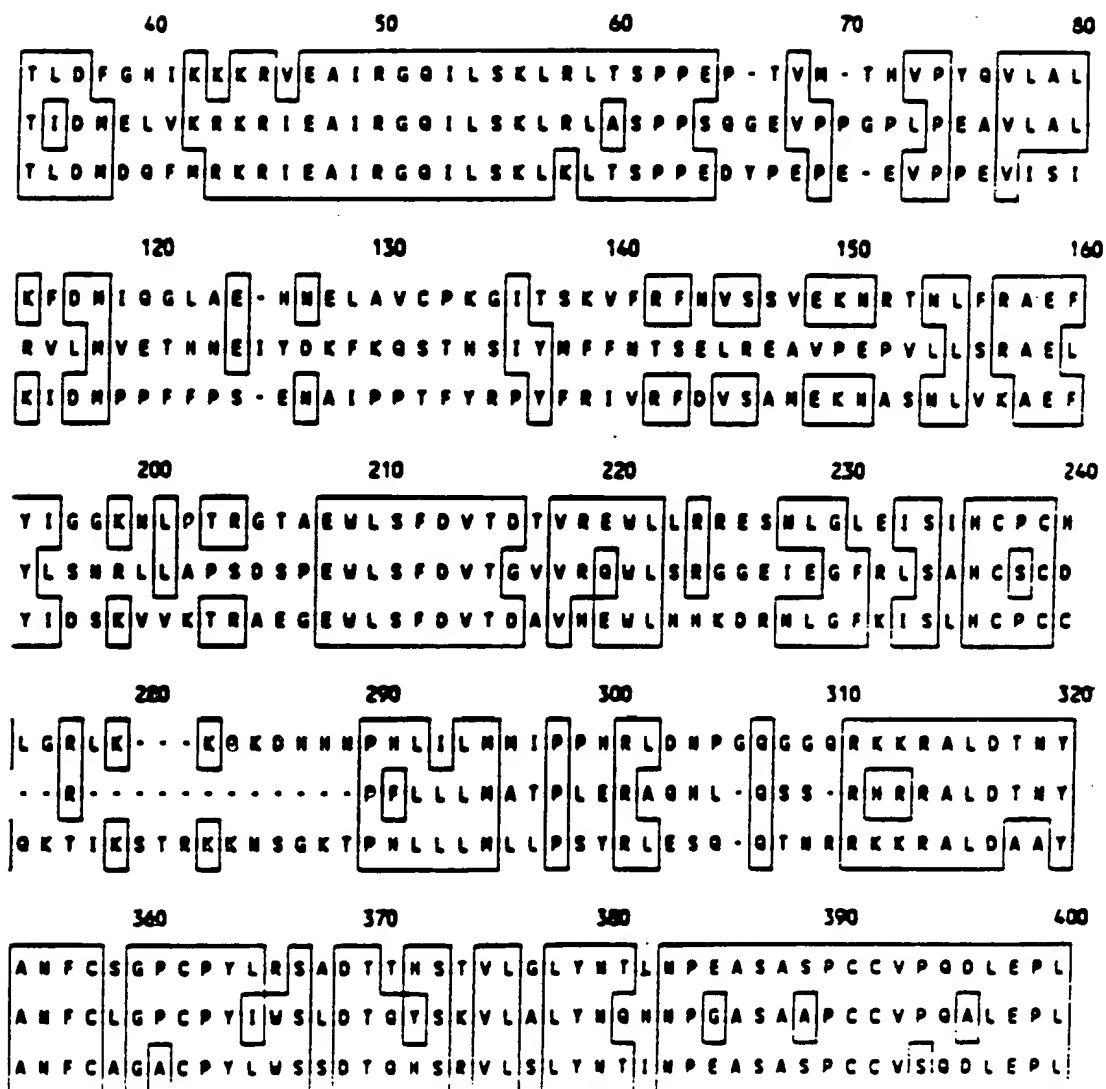 40 50 60 70 80
T L D F G H I K K K R V E A I R G Q I L S K L R L T S P P E P - T V M - T H V P Y Q V L A L
T I D M E L V K R K R I E A I R G Q I L S K L R L A S P P S Q G E V P P G P L P E A V L A L
T L D M D Q F M R K R I E A I R G Q I L S K L K L T S P P E D Y P E P E - E V P P E V I S I
120 130 140 150 160
K F D M I Q G L A E - H N E L A V C P K G I T S K V F R F N V S S V E K N R T N L F R A E F
R V L M V E T H N E I Y D K F K Q S T H S I Y M F F N T S E L R E A V P E P V L L S R A E L
K I D M P P F F P S - E N A I P P T F Y R P Y F R I V R F D V S A M E K N A S N L V K A E F
200 210 220 230 240
Y I G G K N L P T R G T A E W L S F D V T D T V R E W L L R R E S N L G L E I S I H C P C H
Y L S N R L L A P S D S P E W L S F D V T G V V R Q W L S R G G E I E G F R L S A H C S C D
Y I D S K V V K T R A E G E W L S F D V T D A V H E W L H H K D R N L G F K I S L H C P C C
280 290 300 310 320
L G R L K - - - K Q K D H H N P H L I L M M I P P H R L D N P G Q G G Q R K K R A L D T N Y
- - R - - - - - - - - - - - - P F L L L M A T P L E R A Q H L - Q S S - R H R R A L D T N Y
Q K T I K S T R K K N S G K T P H L L L M L L P S Y R L E S Q - Q T N R R K K R A L D A A Y
360 370 380 390 400
A N F C S G P C P Y L R S A D T T H S T V L G L Y N T L N P E A S A S P C C V P Q D L E P L
A N F C L G P C P Y I W S L D T Q Y S K V L A L Y N Q H N P G A S A A P C C V P Q A L E P L
A N F C A G A C P Y L W S S D T Q H S R V L S L Y N T I N P E A S A S P C C V S Q D L E P L